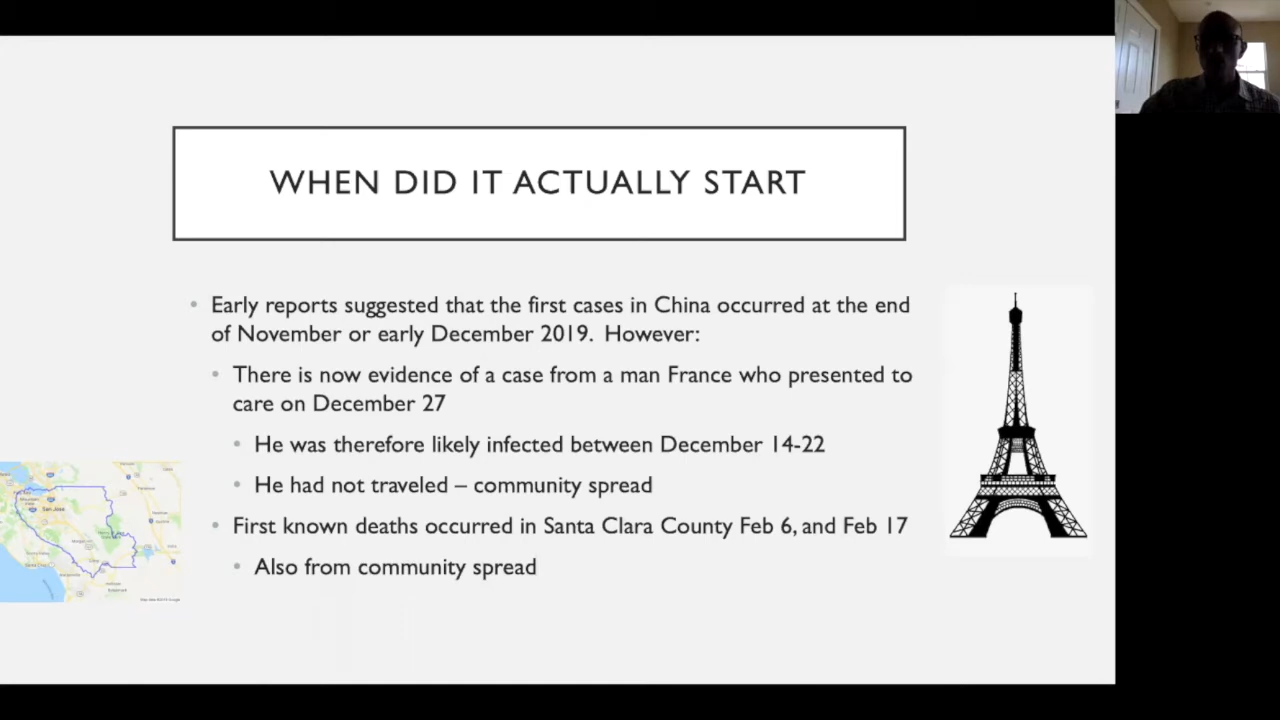 WHEN DID IT ACTUALLY START
Early reports suggested that the first cases in China occurred at the end
of November or early December 2019. However:
There is now evidence of a case from a man France who presented to
care on December 27
He was therefore likely infected between December 14-22
He had not traveled – community spread
First known deaths occurred in Santa Clara County Feb 6, and Feb 17
Also from community spread
San Jose